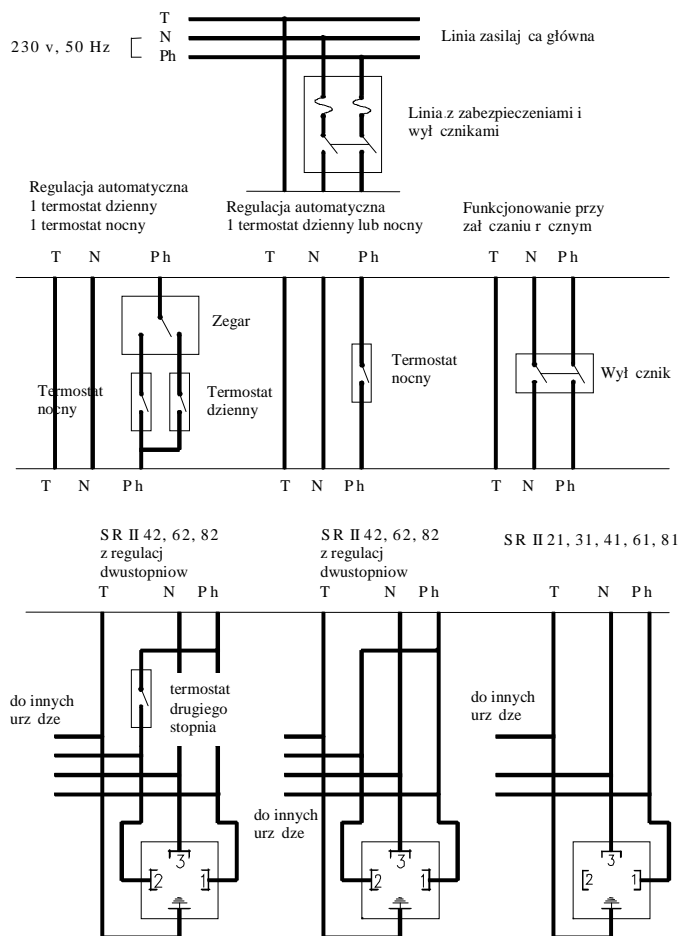 T
N
230 v, 50 Hz
Ph
Linia zasilaj ca główna
Linia z zabezpieczeniami i
wył cznikami
Regulacja automatyczna
1 termostat dzienny
1 termostat nocny
Regulacja automatyczna
1 termostat dzienny lub nocny
Funkcjonowanie przy
zał czaniu r cznym
T N Ph
T N Ph
T N Ph
Zegar
Termostat
nocny
Termostat
dzienny
Termostat
nocny
Wył cznik
T N Ph
T N Ph
T N Ph
SR II 42, 62, 82
z regulacj
dwustopniow
SR II 42, 62, 82
z regulacj
dwustopniow
SR II 21, 31, 41, 61, 81
T N Ph
T N Ph
T N Ph
do innych
urz dze
termostat
drugiego
stopnia
do innych
urz dze
do innych
urz dze
3
2 1
3
2 1
3
2 1